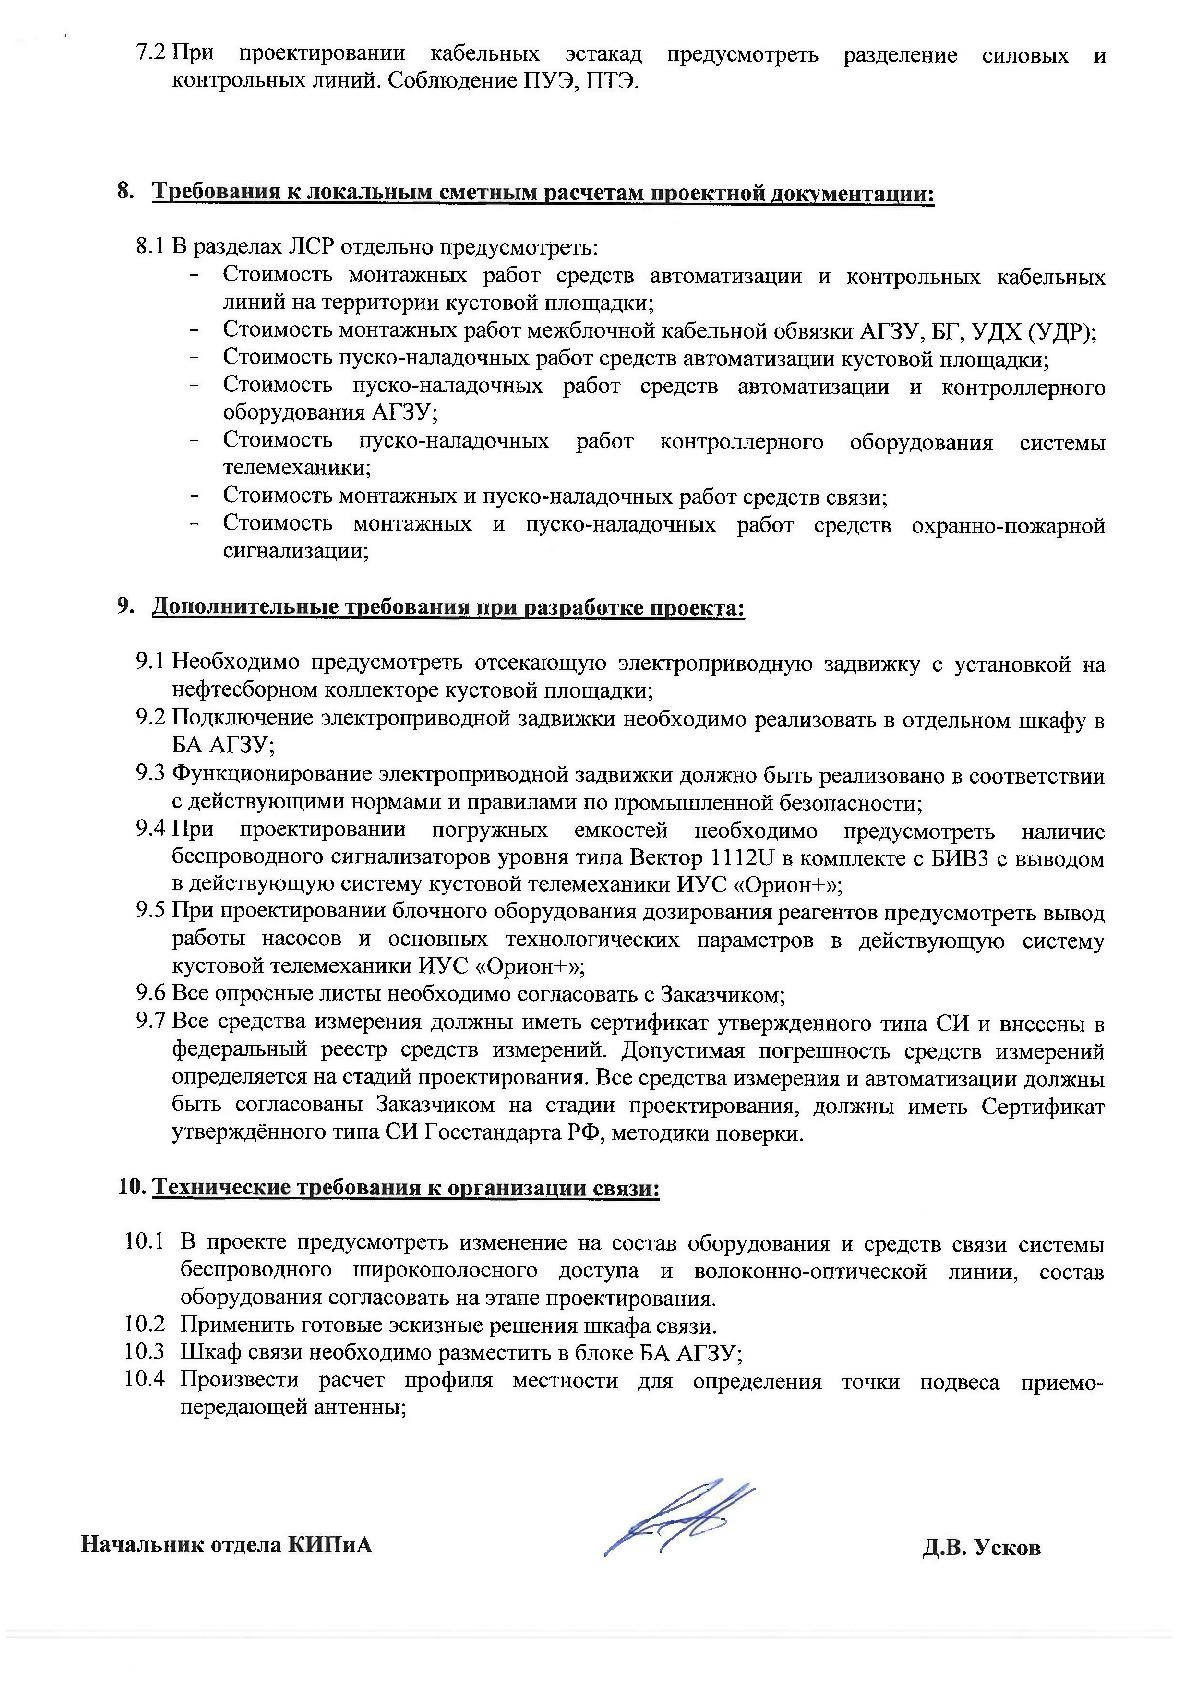 7.2 При проектировании кабельных эстакад предусмотреть разделение силовых и
контрольных линий. Соблюдение ПУЭ, ПТЭ.
8. Требования к локальным сметным расчетам проектной документации:
8.1 В разделах ЛСР отдельно предусмотреть:
- Стоимость монтажных работ средств автоматизации и контрольных кабельных
линий на территории кустовой площадки;
- Стоимость монтажных работ межблочной кабельной обвязки АГЗУ, БГ, УДХ (УДР);
- Стоимость пуско-наладочных работ средств автоматизации кустовой площадки;
- Стоимость пуско-наладочных работ средств автоматизации и контроллерного
оборудования АГЗУ;
- Стоимость пуско-наладочных работ контроллерного оборудования системы
телемеханики;
- Стоимость монтажных и пуско-наладочных работ средств связи;
- Стоимость монтажных и пуско-наладочных работ средств охранно-пожарной
сигнализации;
9. Дополнительные требования при разработке проекта:
9.1 Необходимо предусмотреть отсекающую электроприводную задвижку с установкой на
нефтесборном коллекторе кустовой площадки;
9.2 Подключение электроприводной задвижки необходимо реализовать в отдельном шкафу в
БА АГЗУ;
9.3 Функционирование электроприводной задвижки должно быть реализовано в соответствии
с действующими нормами и правилами по промышленной безопасности;
9.4 При проектировании погружных емкостей необходимо предусмотреть наличие
беспроводного сигнализаторов уровня типа Вектор 1112U в комплекте с БИВ3 с выводом
в действующую систему кустовой телемеханики ИУС «Орион+»;
9.5 При проектировании блочного оборудования дозирования реагентов предусмотреть вывод
работы насосов и основных технологических параметров в действующую систему
кустовой телемеханики ИУС «Орион+»;
9.6 Все опросные листы необходимо согласовать с Заказчиком;
9.7 Все средства измерения должны иметь сертификат утвержденного типа СИ и внесены в
федеральный реестр средств измерений. Допустимая погрешность средств измерений
определяется на стадий проектирования. Все средства измерения и автоматизации должны
быть согласованы Заказчиком на стадии проектирования, должны иметь Сертификат
утверждённого типа СИ Госстандарта РФ, методики поверки.
10. Технические требования к организации связи:
10.1 В проекте предусмотреть изменение на состав оборудования и средств связи системы
беспроводного широкополосного доступа и волоконно-оптической линии, состав
оборудования согласовать на этапе проектирования.
10.2 Применить готовые эскизные решения шкафа связи.
10.3 Шкаф связи необходимо разместить в блоке БА АГЗУ;
10.4 Произвести расчет профиля местности для определения точки подвеса приемо-
передающей антенны;
Начальник отдела КИПиА Д.В. Усков